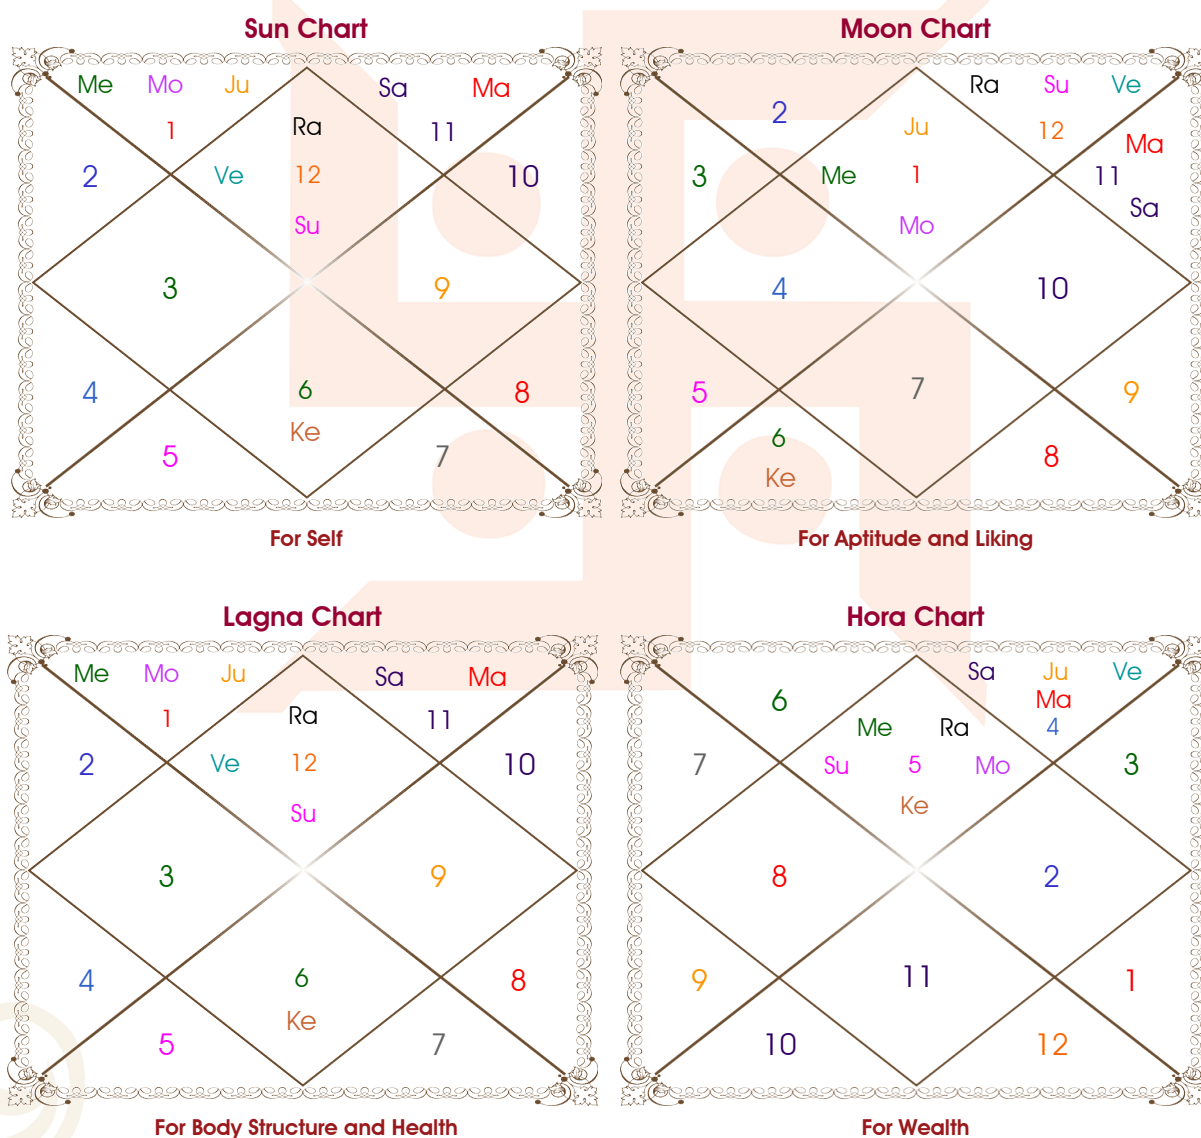 Sun Chart
Me Mo Ju Sa Ma
1 Ra 11
2 Ve 12 10
Su
3 9
4 6 8
Ke
5 7
For Self
Moon Chart
2 Ra Su Ve
Ju 12 Ma
3 Me 1 11
Mo Sa
4 10
5 7 9
6 8
Ke
For Aptitude and Liking
Lagna Chart
Me Mo Ju Sa Ma
1 Ra 11
2 Ve 12 10
Su
3 9
4 6 8
Ke
5 7
For Body Structure and Health
Hora Chart
Sa Ju Ve
6 Ma
Me Ra 4
7 Su 5 Mo 3
Ke
8 2
9 11 1
10 12
For Wealth